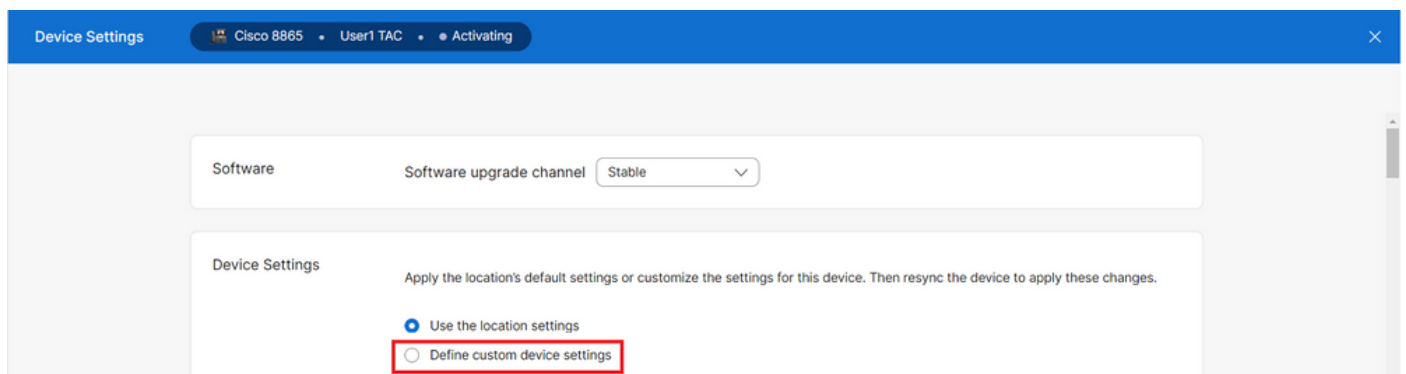 Device Settings Cisco 8865 • User1 TAC • Activating
Software Software upgrade channel Stable
Device Settings
Apply the location's default settings or customize the settings for this device. Then resync the device to apply these changes.
Use the location settings
Define custom device settings